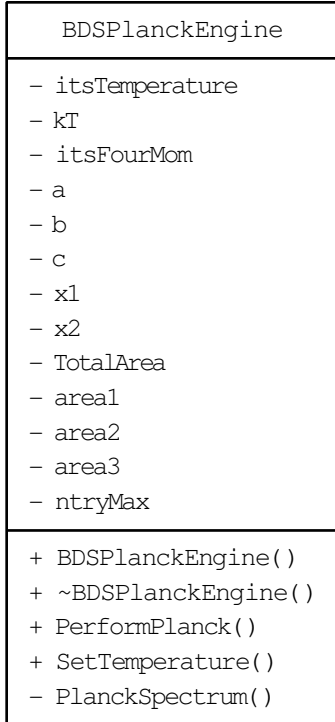 BDSPlanckEngine
- itsTemperature
- kT
- itsFourMom
- a
- b
- c
- x1
- x2
- TotalArea
- area1
- area2
- area3
- ntryMax
+ BDSPlanckEngine()
+ ~BDSPlanckEngine()
+ PerformPlanck()
+ SetTemperature()
- PlanckSpectrum()